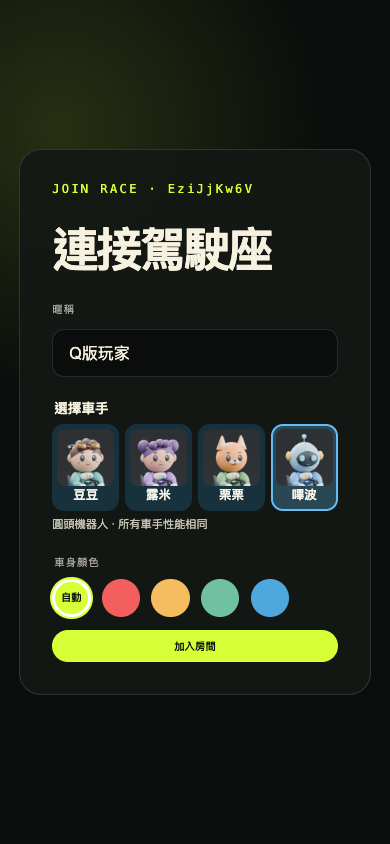 JOIN RACE · EziJjKw6V
連接駕駛座
暱稱
Q版玩家
選擇車手
豆豆 露米 栗栗 嗶波
圓頭機器人 · 所有車手性能相同
車身顏色
自動
加入房間